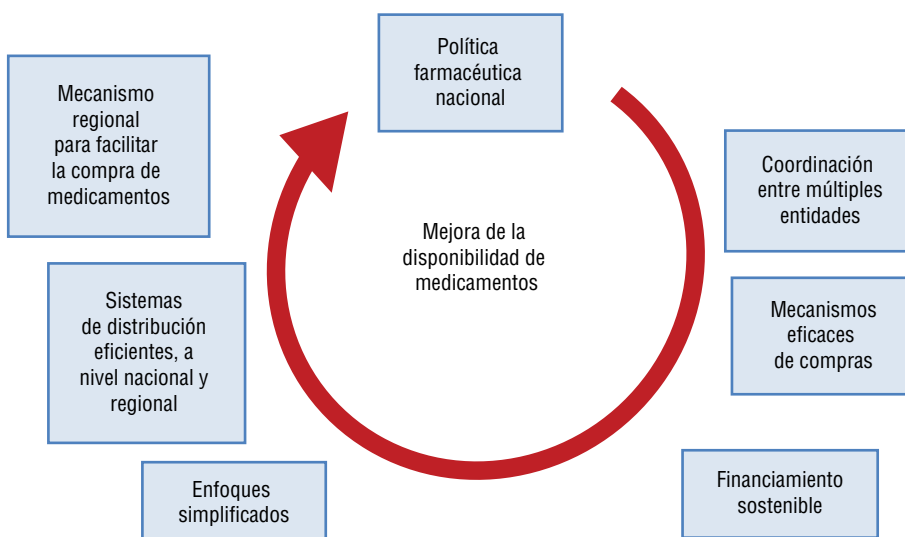 Política
farmacéutica
nacional
Mecanismo
regional
para facilitar
la compra de
medicamentos
Coordinación
entre múltiples
entidades
Mejora de la
disponibilidad de
medicamentos
Sistemas
de distribución
eficientes, a
nivel nacional y
regional
Mecanismos
eficaces
de compras
Enfoques
simplificados
Financiamiento
sostenible